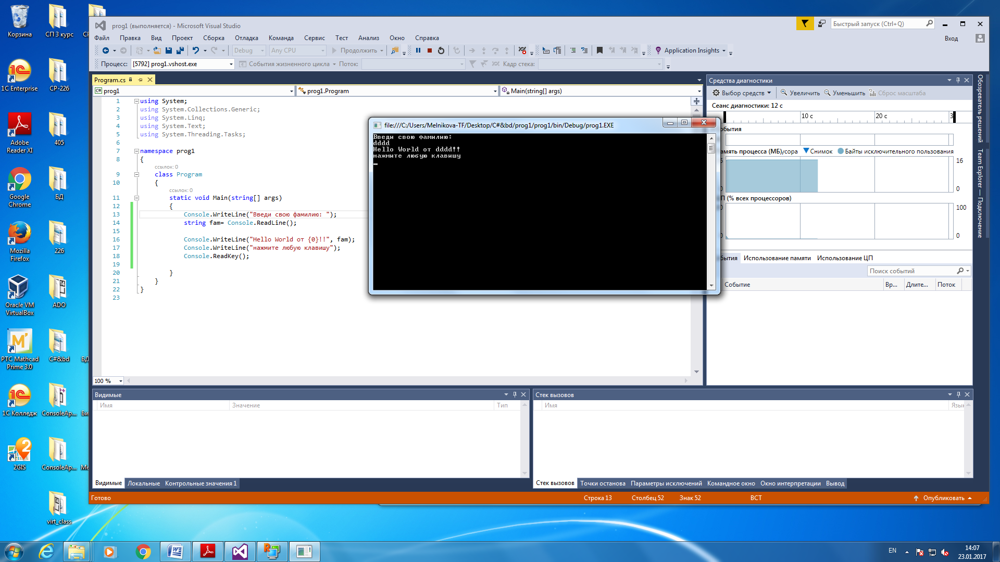 Корзина
СП 3 курс
1C Enterprise
СР-226
Adobe
Reader XI
405
Google
Chrome
БД
Mozilla
Firefox
226
Oracle VM
VirtualBox
ADO
PTC Mathcad
Prime 3.0
C#&bd
1С Колледж
ConsoleAp...
2GIS
ConsoleAp...
virt_class
prog1 (выполняется) - Microsoft Visual Studio
Быстрый запуск (Ctrl+Q)
Файл Правка Вид Проект Сборка Отладка Команда Сервис Тест Анализ Окно Справка
Вход
Debug Any CPU Продолжить Application Insights
Процесс: [5792] prog1.vshost.exe События жизненного цикла Поток: Кадр стека:
Program.cs
C# prog1 prog1.Program Main(string[] args)
1 using System;
2 using System.Collections.Generic;
3 using System.Linq;
4 using System.Text;
5 using System.Threading.Tasks;
6
7 namespace prog1
8 {
ссылок: 0
9 class Program
10 {
ссылок: 0
11 static void Main(string[] args)
12 {
13 Console.WriteLine("Введи свою фамилию: ");
14 string fam= Console.ReadLine();
15
16 Console.WriteLine("Hello World от {0}!!", fam);
17 Console.WriteLine("нажмите любую клавишу");
18 Console.ReadKey();
19
20 }
21 }
22 }
23
100 %
file:///C:/Users/Melnikova-TF/Desktop/C#&bd/prog1/prog1/bin/Debug/prog1.EXE
Введи свою фамилию:
dddd
Hello World от dddd!!
нажмите любую клавишу
Средства диагностики
Выбор средств Увеличить Уменьшить Сброс масштаба
Сеанс диагностики: 12 с
10 с 20 с 3
обытия
амять процесса (МБ)/сора Снимок Байты исключительного пользования
16
0 0
П (% всех процессоров)
0 100
0
бытия Использование памяти Использование ЦП
Поиск событий
Событие Вр... Длите... Поток
Обозреватель решений
Team Explorer — Подключение
Видимые
Имя Значение Тип
Видимые Локальные Контрольные значения 1
Стек вызовов
Имя Язык
Стек вызовов Точки останова Параметры исключений Командное окно Окно интерпретации Вывод
Готово Строка 13 Столбец 52 Знак 52 ВСТ Опубликовать
EN
14:07
23.01.2017